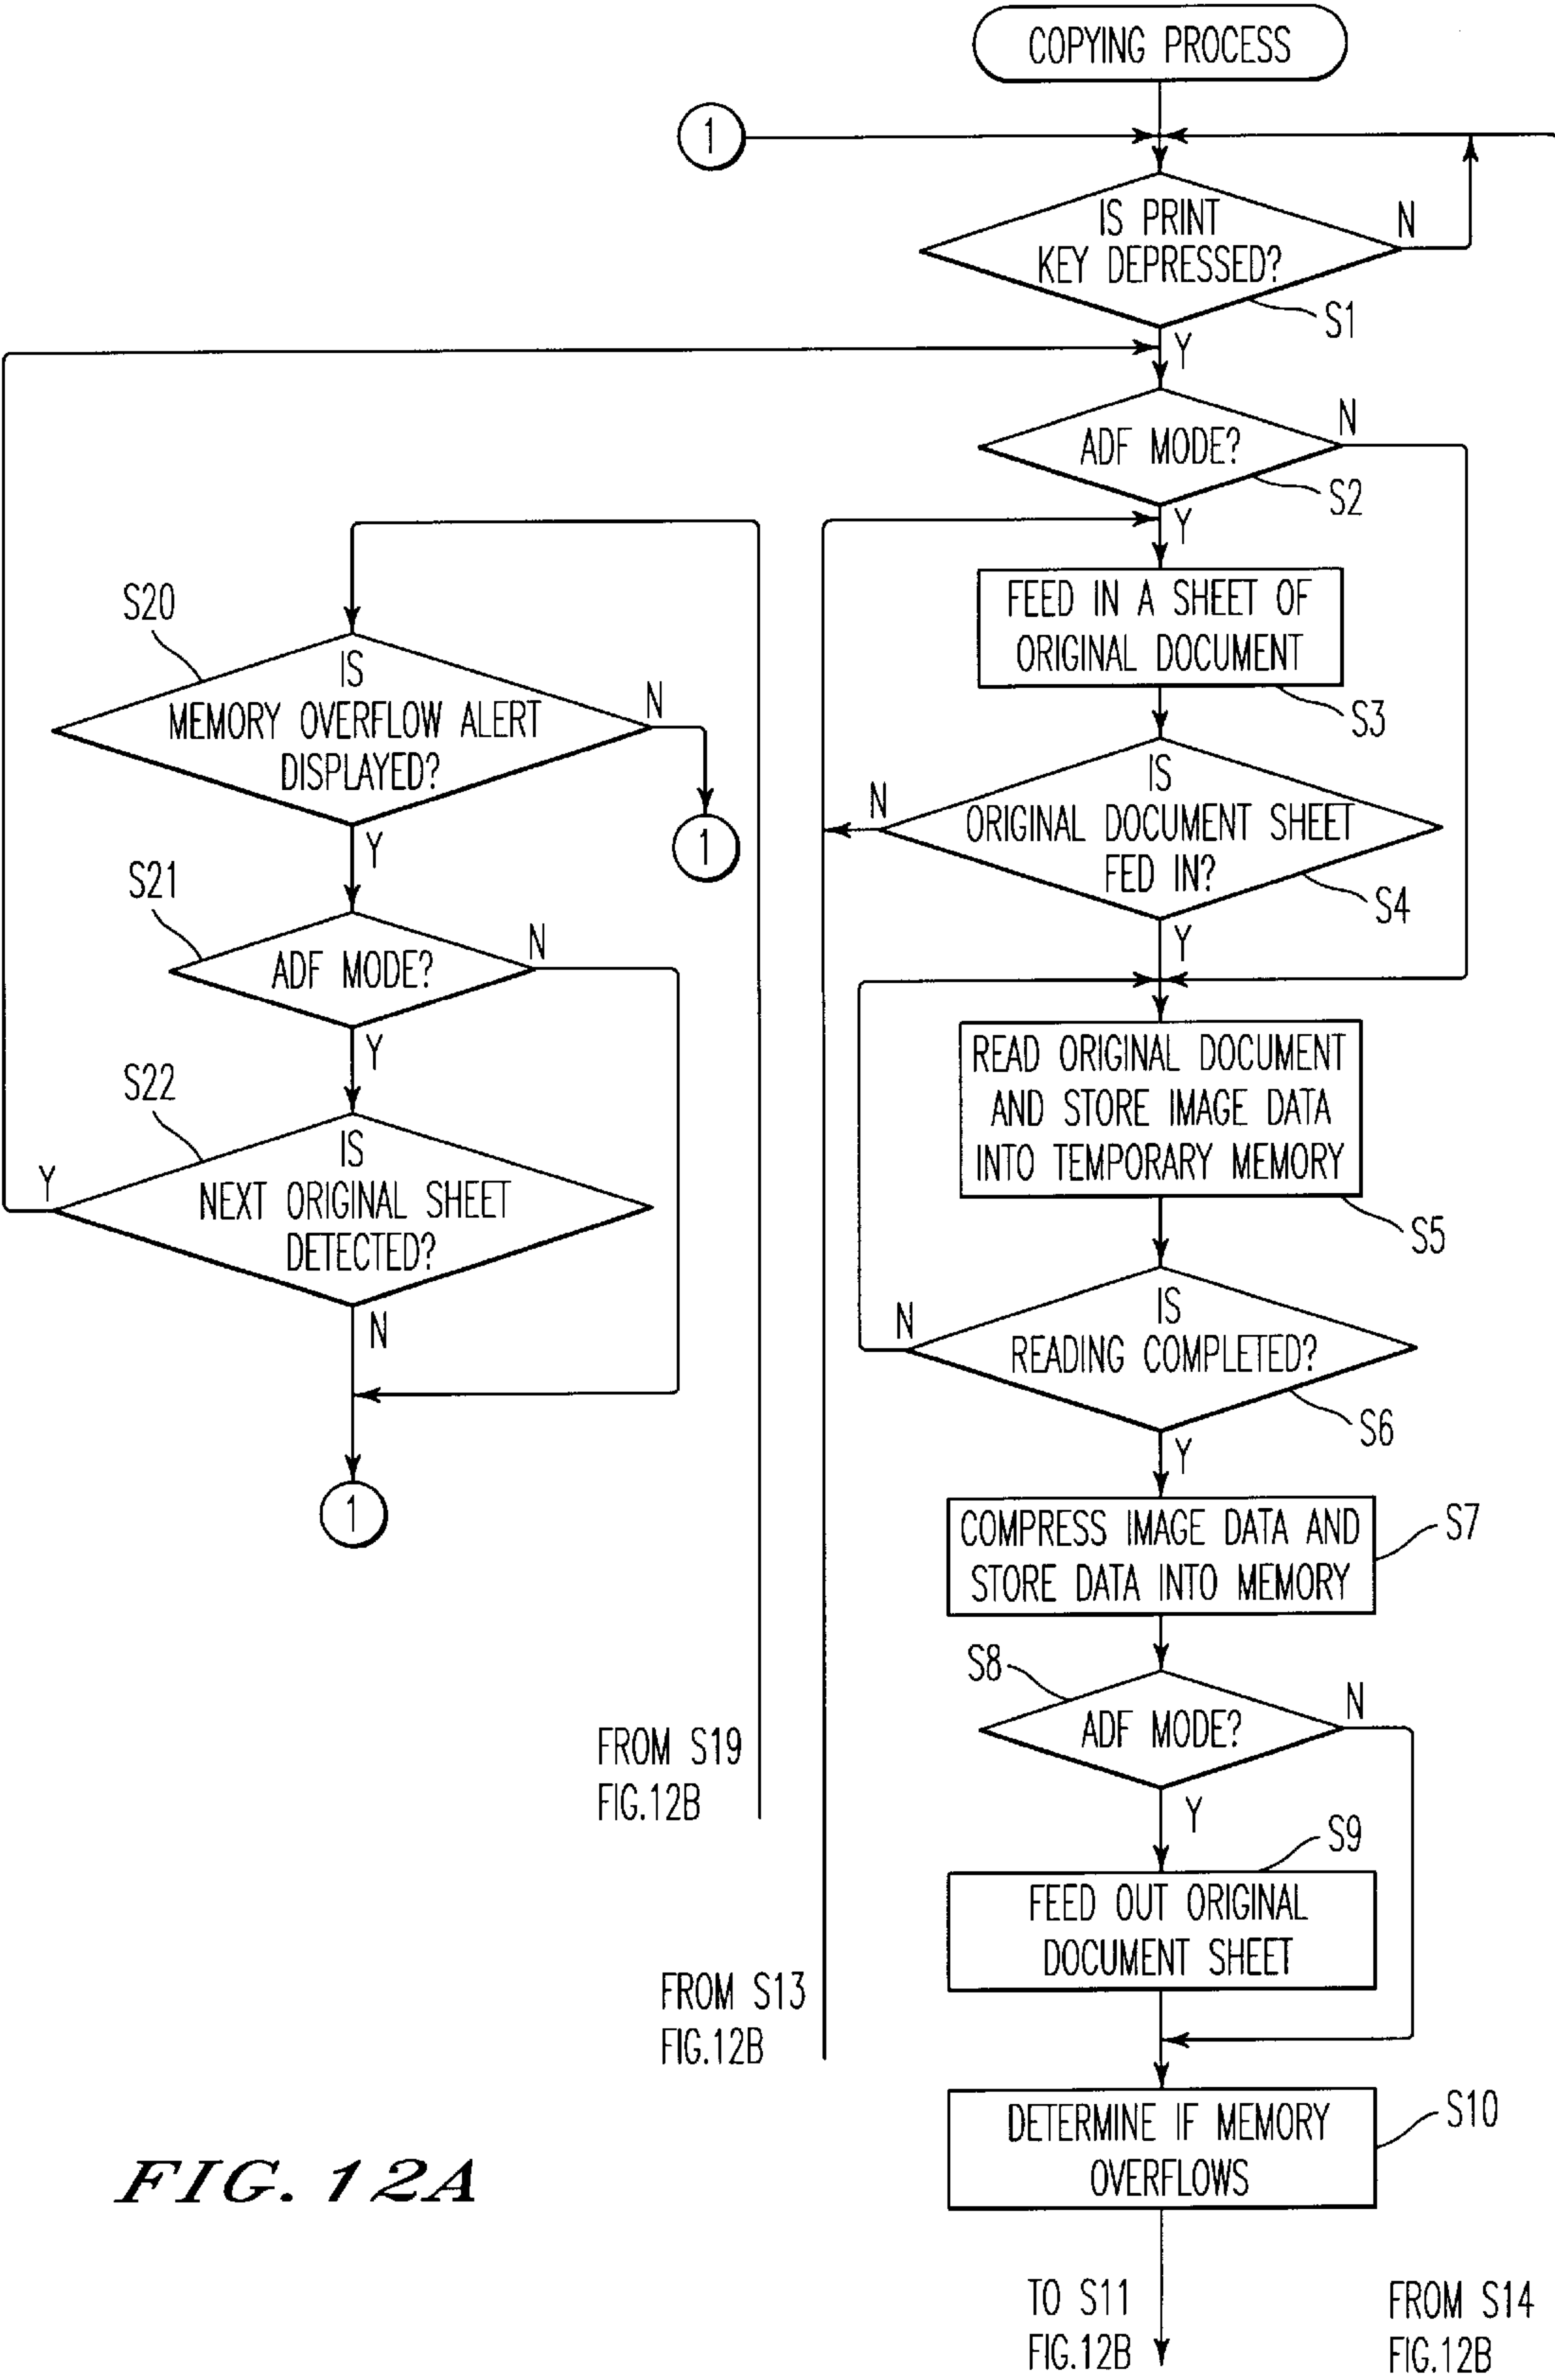 COPYING PROCESS
1
IS PRINT
KEY DEPRESSED?
N
S1
Y
ADF MODE?
N
S2
Y
FEED IN A SHEET OF
ORIGINAL DOCUMENT
S3
IS
ORIGINAL DOCUMENT SHEET
FED IN?
N
S4
Y
READ ORIGINAL DOCUMENT
AND STORE IMAGE DATA
INTO TEMPORARY MEMORY
S5
IS
READING COMPLETED?
N
S6
Y
COMPRESS IMAGE DATA AND
STORE DATA INTO MEMORY
S7
S8
ADF MODE?
N
Y
S9
FEED OUT ORIGINAL
DOCUMENT SHEET
DETERMINE IF MEMORY
OVERFLOWS
S10
TO S11
FIG.12B
FROM S14
FIG.12B
S20
IS
MEMORY OVERFLOW ALERT
DISPLAYED?
N
1
Y
S21
ADF MODE?
N
Y
S22
IS
NEXT ORIGINAL SHEET
DETECTED?
Y
N
1
FROM S19
FIG.12B
FROM S13
FIG.12B
FIG. 12A